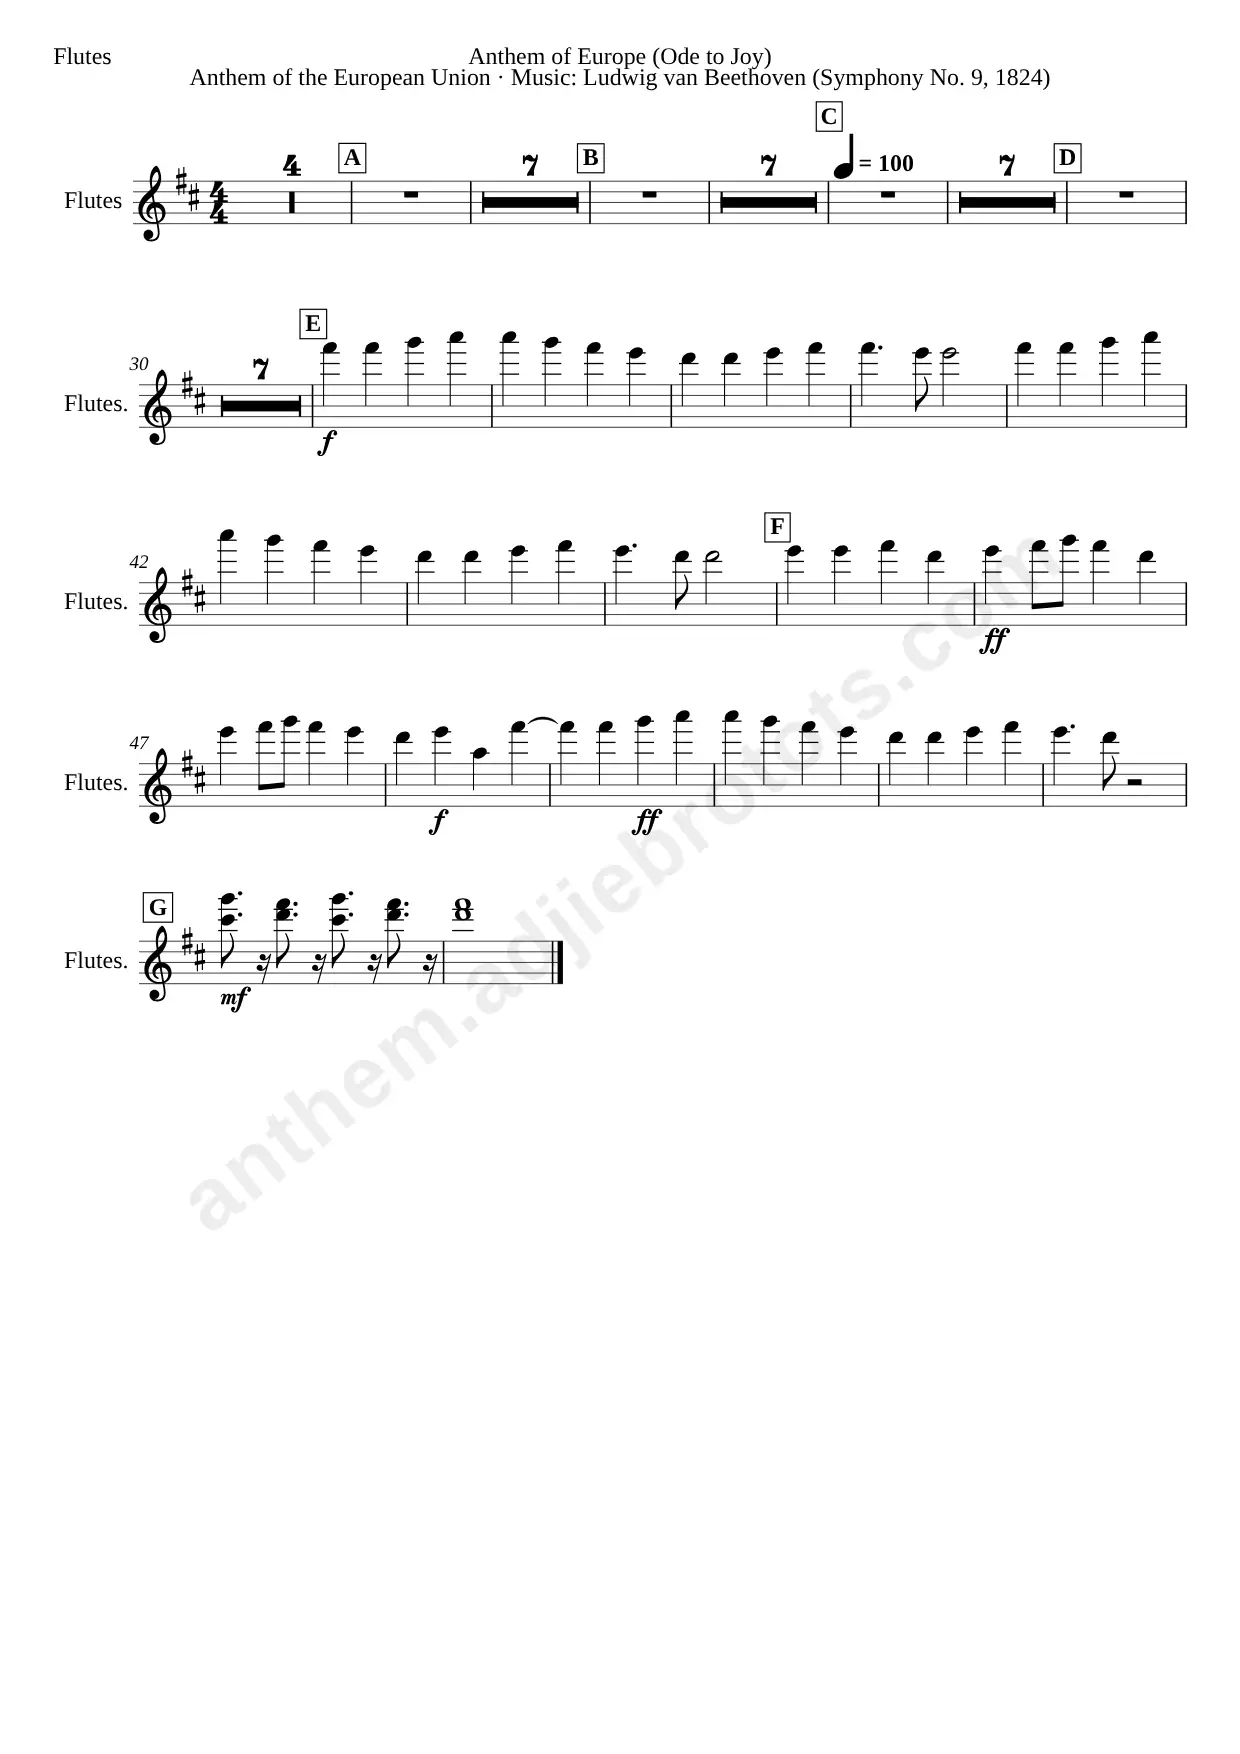 Flutes
Anthem of Europe (Ode to Joy)
Anthem of the European Union · Music: Ludwig van Beethoven (Symphony No. 9, 1824)
C
4 A 7 B 7 = 100 7 D
Flutes
E
30 7
Flutes.
f
F
42
Flutes.
ff
47
Flutes.
f ff
G
Flutes.
mf
anthem.adjiebrotots.com